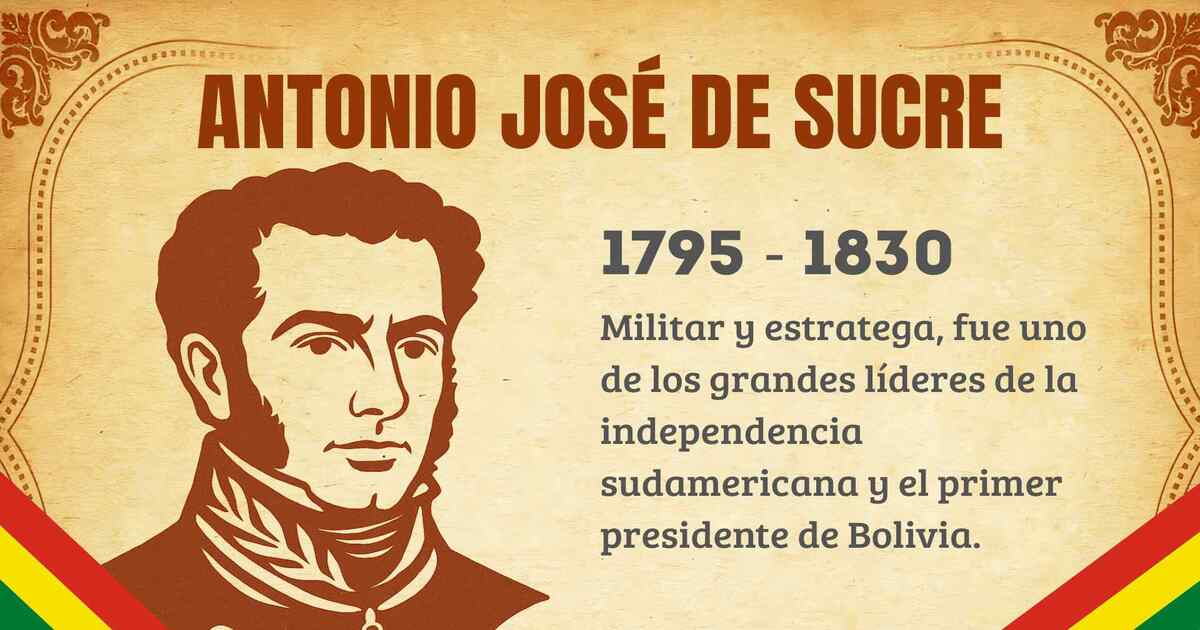 ANTONIO JOSÉ DE SUCRE
1795 - 1830
Militar y estratega, fue uno
de los grandes líderes de la
independencia
sudamericana y el primer
presidente de Bolivia.